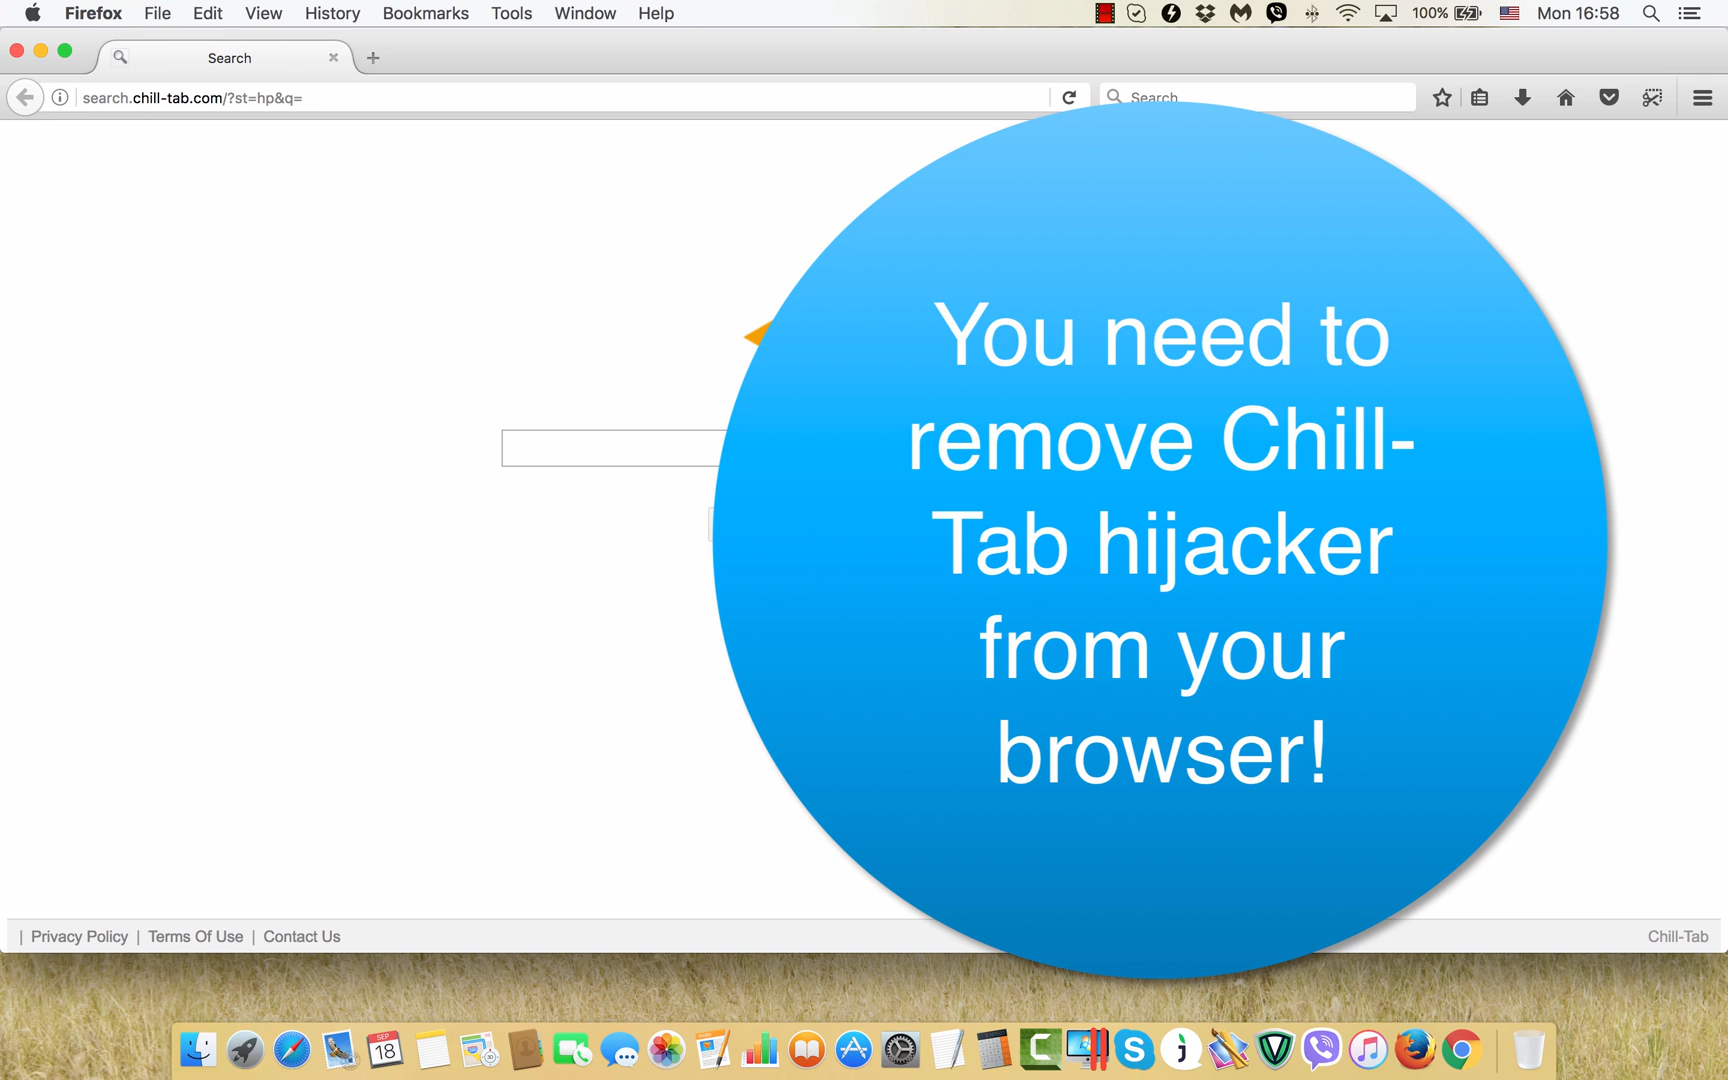 Firefox File Edit View History Bookmarks Tools Window Help 100% Mon 16:58
Search
search.chill-tab.com/?st=hp&q= Search
You need to
remove Chill-
Tab hijacker
from your
browser!
| Privacy Policy | Terms Of Use | Contact Us Chill-Tab
SEP
18